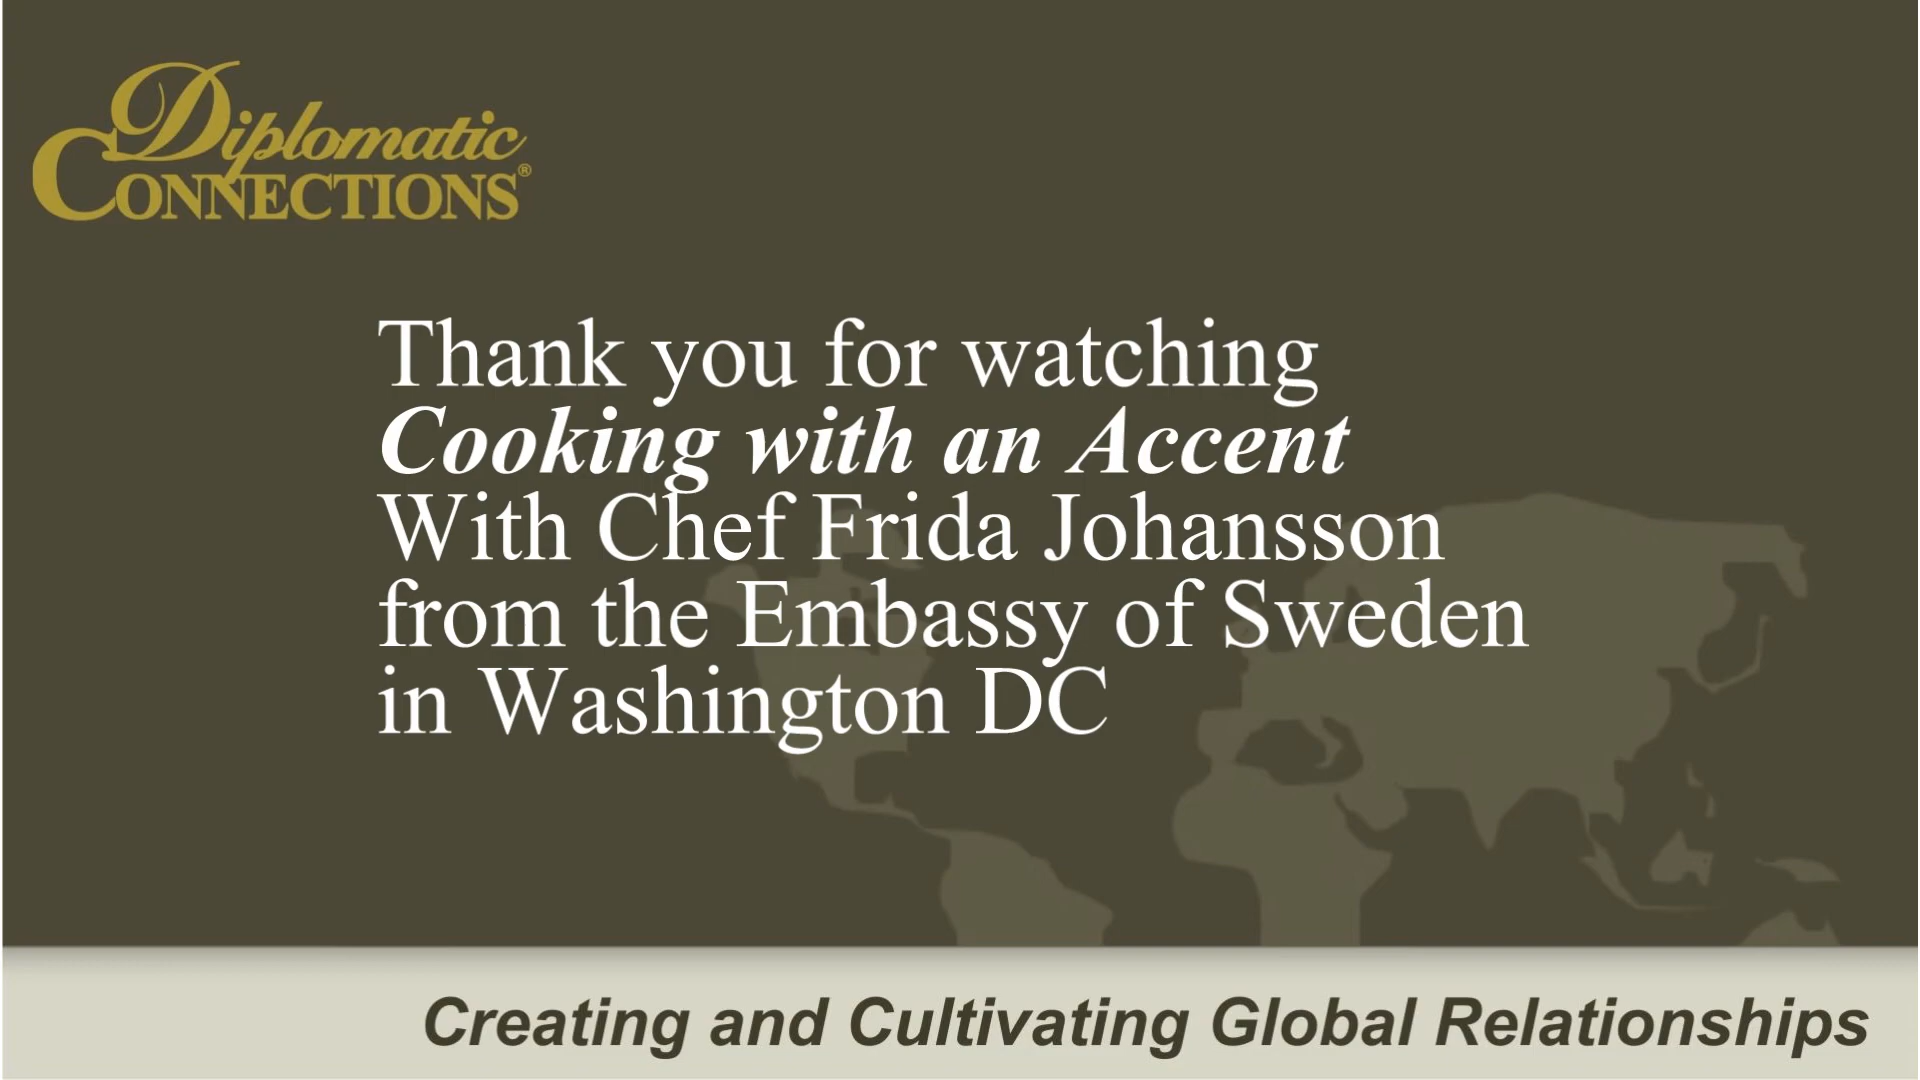 Diplomatic
CONNECTIONS®
Thank you for watching
Cooking with an Accent
With Chef Frida Johansson
from the Embassy of Sweden
in Washington DC
Creating and Cultivating Global Relationships